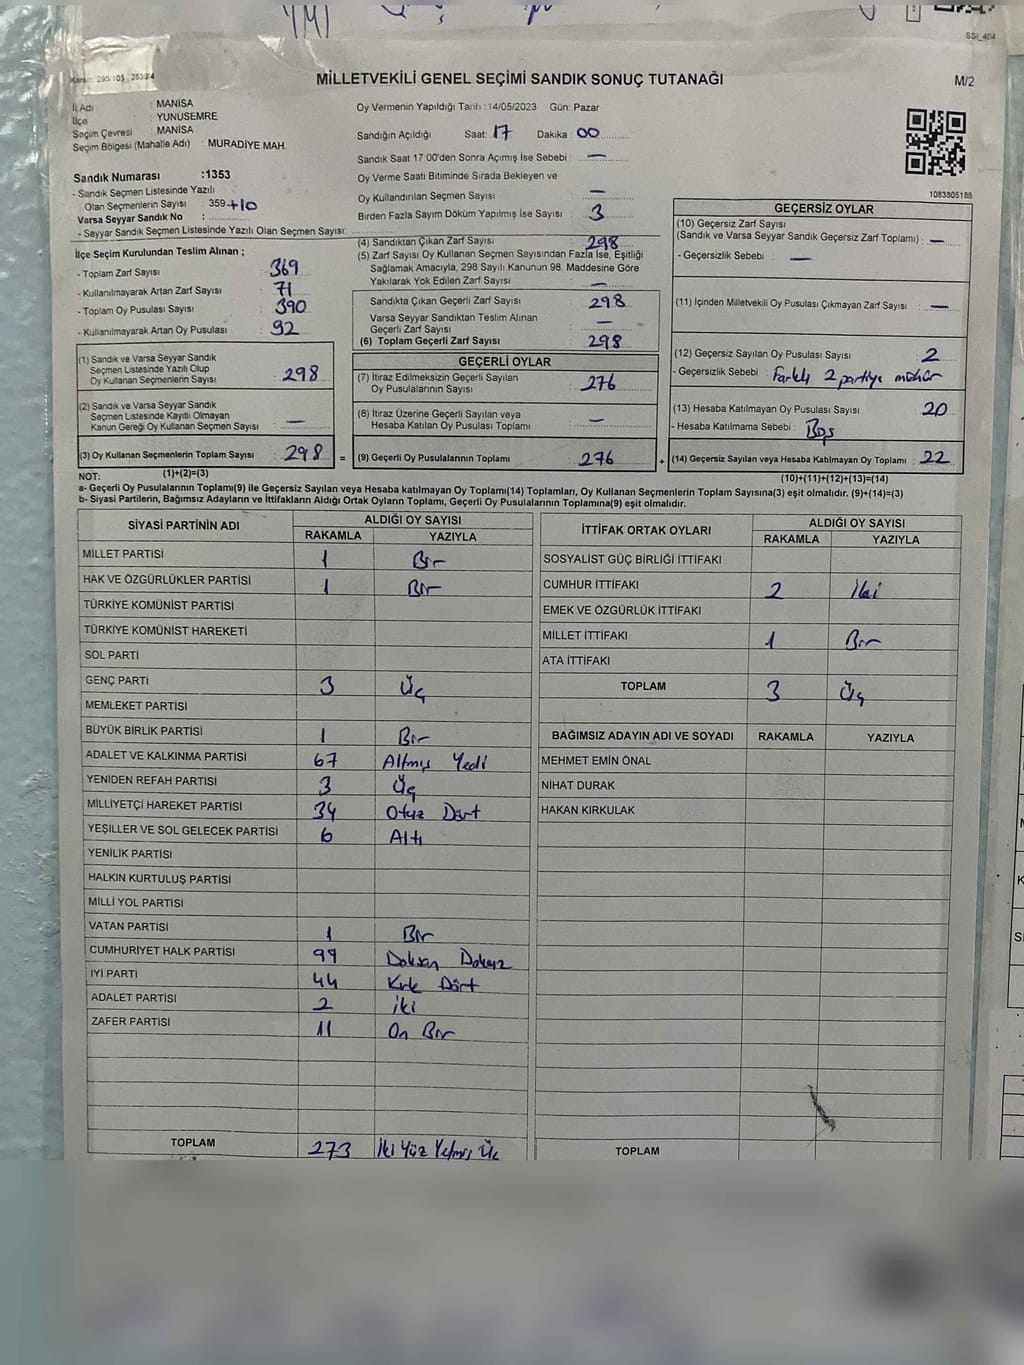 SSİ_404
MİLLETVEKİLİ GENEL SEÇİMİ SANDIK SONUÇ TUTANAĞI
M/2
İl Adı : MANİSA
İlçe : YUNUSEMRE
Seçim Çevresi : MANİSA
Seçim Bölgesi (Mahalle Adı) : MURADİYE MAH.
Sandık Numarası :1353
- Sandık Seçmen Listesinde Yazılı
Olan Seçmenlerin Sayısı : 359 +10
Varsa Seyyar Sandık No :
- Seyyar Sandık Seçmen Listesinde Yazılı Olan Seçmen Sayısı:
Oy Vermenin Yapıldığı Tarih :14/05/2023 Gün: Pazar
Sandığın Açıldığı Saat: 17 Dakika : 00
Sandık Saat 17:00'den Sonra Açımış İse Sebebi : —
Oy Verme Saati Bitiminde Sırada Bekleyen ve
Oy Kullandırılan Seçmen Sayısı : —
Birden Fazla Sayım Döküm Yapılmış İse Sayısı : 3
1083805186
İlçe Seçim Kurulundan Teslim Alınan ;
- Toplam Zarf Sayısı : 369
- Kullanılmayarak Artan Zarf Sayısı : 71
- Toplam Oy Pusulası Sayısı : 390
- Kullanılmayarak Artan Oy Pusulası : 92
(1) Sandık ve Varsa Seyyar Sandık
Seçmen Listesinde Yazılı Olup
Oy Kullanan Seçmenlerin Sayısı : 298
(2) Sandık ve Varsa Seyyar Sandık
Seçmen Listesinde Kayıtlı Olmayan
Kanun Gereği Oy Kullanan Seçmen Sayısı : —
(3) Oy Kullanan Seçmenlerin Toplam Sayısı : 298 =
(4) Sandıktan Çıkan Zarf Sayısı : 298
(5) Zarf Sayısı Oy Kullanan Seçmen Sayısından Fazla İse, Eşitliği
Sağlamak Amacıyla, 298 Sayılı Kanunun 98. Maddesine Göre
Yakılarak Yok Edilen Zarf Sayısı : —
Sandıkta Çıkan Geçerli Zarf Sayısı : 298
Varsa Seyyar Sandıktan Teslim Alınan
Geçerli Zarf Sayısı : —
(6) Toplam Geçerli Zarf Sayısı : 298
GEÇERLİ OYLAR
(7) İtiraz Edilmeksizin Geçerli Sayılan
Oy Pusulalarının Sayısı : 276
(8) İtiraz Üzerine Geçerli Sayılan veya
Hesaba Katılan Oy Pusulası Toplamı : —
(9) Geçerli Oy Pusulalarının Toplamı : 276 +
GEÇERSİZ OYLAR
(10) Geçersiz Zarf Sayısı
(Sandık ve Varsa Seyyar Sandık Geçersiz Zarf Toplamı) : —
- Geçersizlik Sebebi : —
(11) İçinden Milletvekili Oy Pusulası Çıkmayan Zarf Sayısı : —
(12) Geçersiz Sayılan Oy Pusulası Sayısı : 2
- Geçersizlik Sebebi : Farklı 2 partiye mühür
(13) Hesaba Katılmayan Oy Pusulası Sayısı : 20
- Hesaba Katılmama Sebebi : Boş
(14) Geçersiz Sayılan veya Hesaba Katılmayan Oy Toplamı : 22
NOT: (1)+(2)=(3)
(10)+(11)+(12)+(13)=(14)
a- Geçerli Oy Pusulalarının Toplamı(9) ile Geçersiz Sayılan veya Hesaba katılmayan Oy Toplamı(14) Toplamları, Oy Kullanan Seçmenlerin Toplam Sayısına(3) eşit olmalıdır. (9)+(14)=(3)
b- Siyasi Partilerin, Bağımsız Adayların ve İttifakların Aldığı Ortak Oyların Toplamı, Geçerli Oy Pusulalarının Toplamına(9) eşit olmalıdır.
SİYASİ PARTİNİN ADI ALDIĞI OY SAYISI
RAKAMLA YAZIYLA
MİLLET PARTİSİ 1 Bir
HAK VE ÖZGÜRLÜKLER PARTİSİ 1 Bir
TÜRKİYE KOMÜNİST PARTİSİ
TÜRKİYE KOMÜNİST HAREKETİ
SOL PARTİ
GENÇ PARTİ 3 Üç
MEMLEKET PARTİSİ
BÜYÜK BİRLİK PARTİSİ 1 Bir
ADALET VE KALKINMA PARTİSİ 67 Altmış Yedi
YENİDEN REFAH PARTİSİ 3 Üç
MİLLİYETÇİ HAREKET PARTİSİ 34 Otuz Dört
YEŞİLLER VE SOL GELECEK PARTİSİ 6 Altı
YENİLİK PARTİSİ
HALKIN KURTULUŞ PARTİSİ
MİLLİ YOL PARTİSİ
VATAN PARTİSİ 1 Bir
CUMHURİYET HALK PARTİSİ 99 Doksan Dokuz
İYİ PARTİ 44 Kırk Dört
ADALET PARTİSİ 2 İki
ZAFER PARTİSİ 11 On Bir
TOPLAM 273 İki Yüz Yetmiş Üç
İTTİFAK ORTAK OYLARI ALDIĞI OY SAYISI
RAKAMLA YAZIYLA
SOSYALİST GÜÇ BİRLİĞİ İTTİFAKI
CUMHUR İTTİFAKI 2 İki
EMEK VE ÖZGÜRLÜK İTTİFAKI
MİLLET İTTİFAKI 1 Bir
ATA İTTİFAKI
TOPLAM 3 Üç
BAĞIMSIZ ADAYIN ADI VE SOYADI RAKAMLA YAZIYLA
MEHMET EMİN ÖNAL
NİHAT DURAK
HAKAN KIRKULAK
TOPLAM